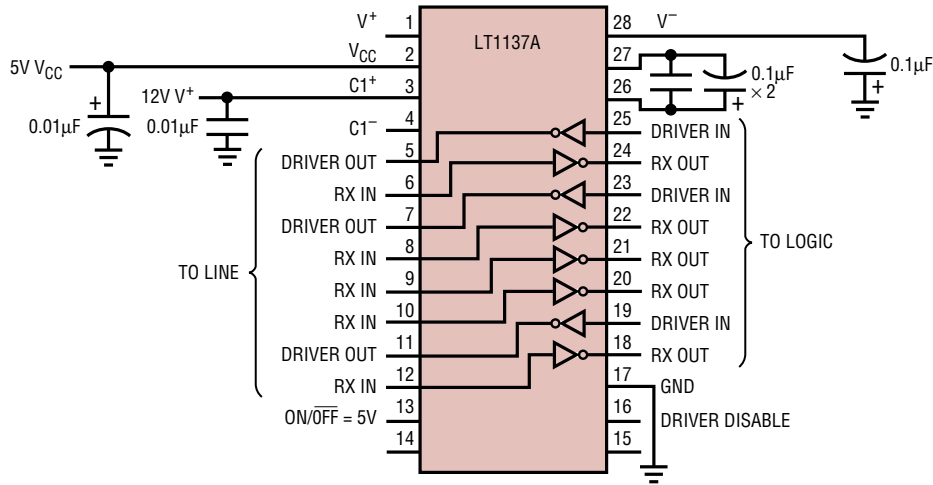 LT1137A
V+
1
VCC
2
5V VCC
C1+
3
12V V+
+
0.01µF
0.01µF
C1−
4
DRIVER OUT
5
RX IN
6
DRIVER OUT
7
RX IN
8
TO LINE
RX IN
9
RX IN
10
DRIVER OUT
11
RX IN
12
ON/OFF = 5V
13
14
28
V−
27
0.1µF
× 2
+
0.1µF
+
26
25
DRIVER IN
24
RX OUT
23
DRIVER IN
22
RX OUT
TO LOGIC
21
RX OUT
20
RX OUT
19
DRIVER IN
18
RX OUT
17
GND
16
DRIVER DISABLE
15